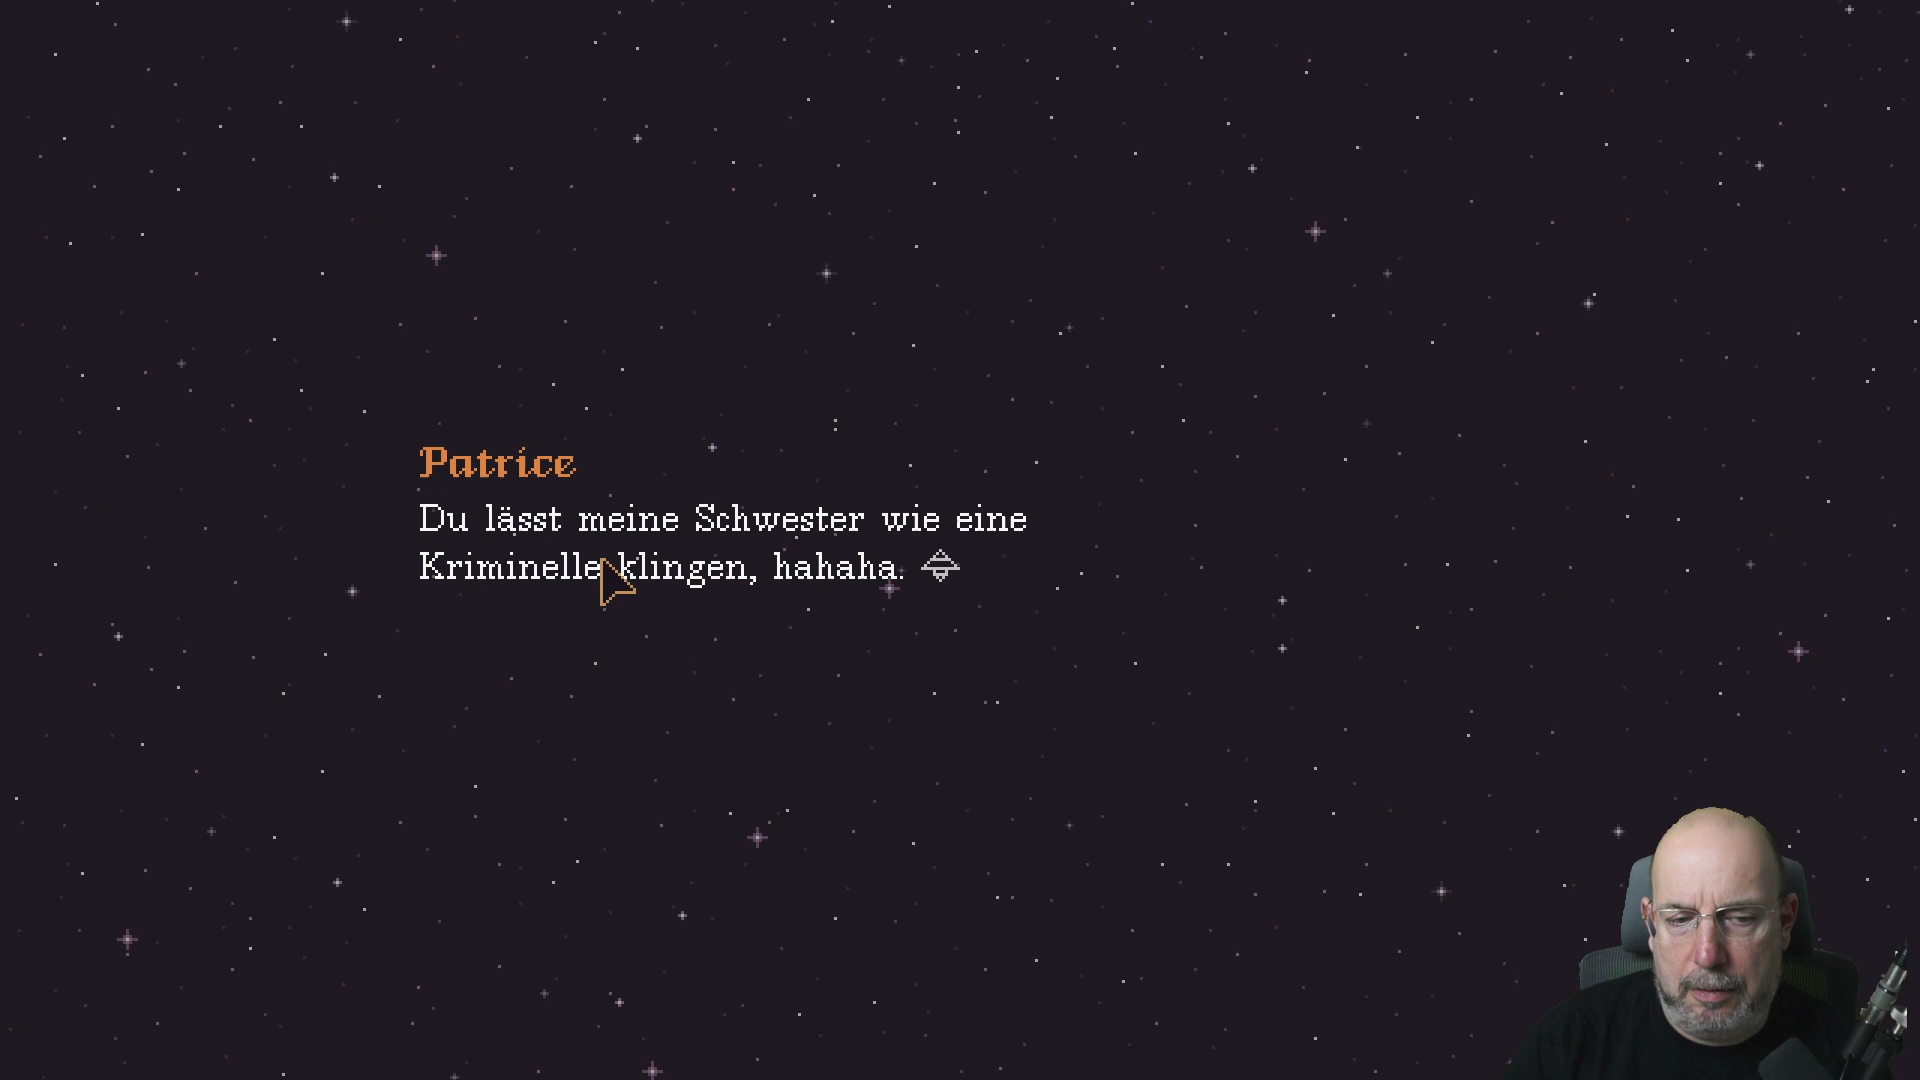 Patrice
Du lässt meine Schwester wie eine
Kriminelle klingen, hahaha.